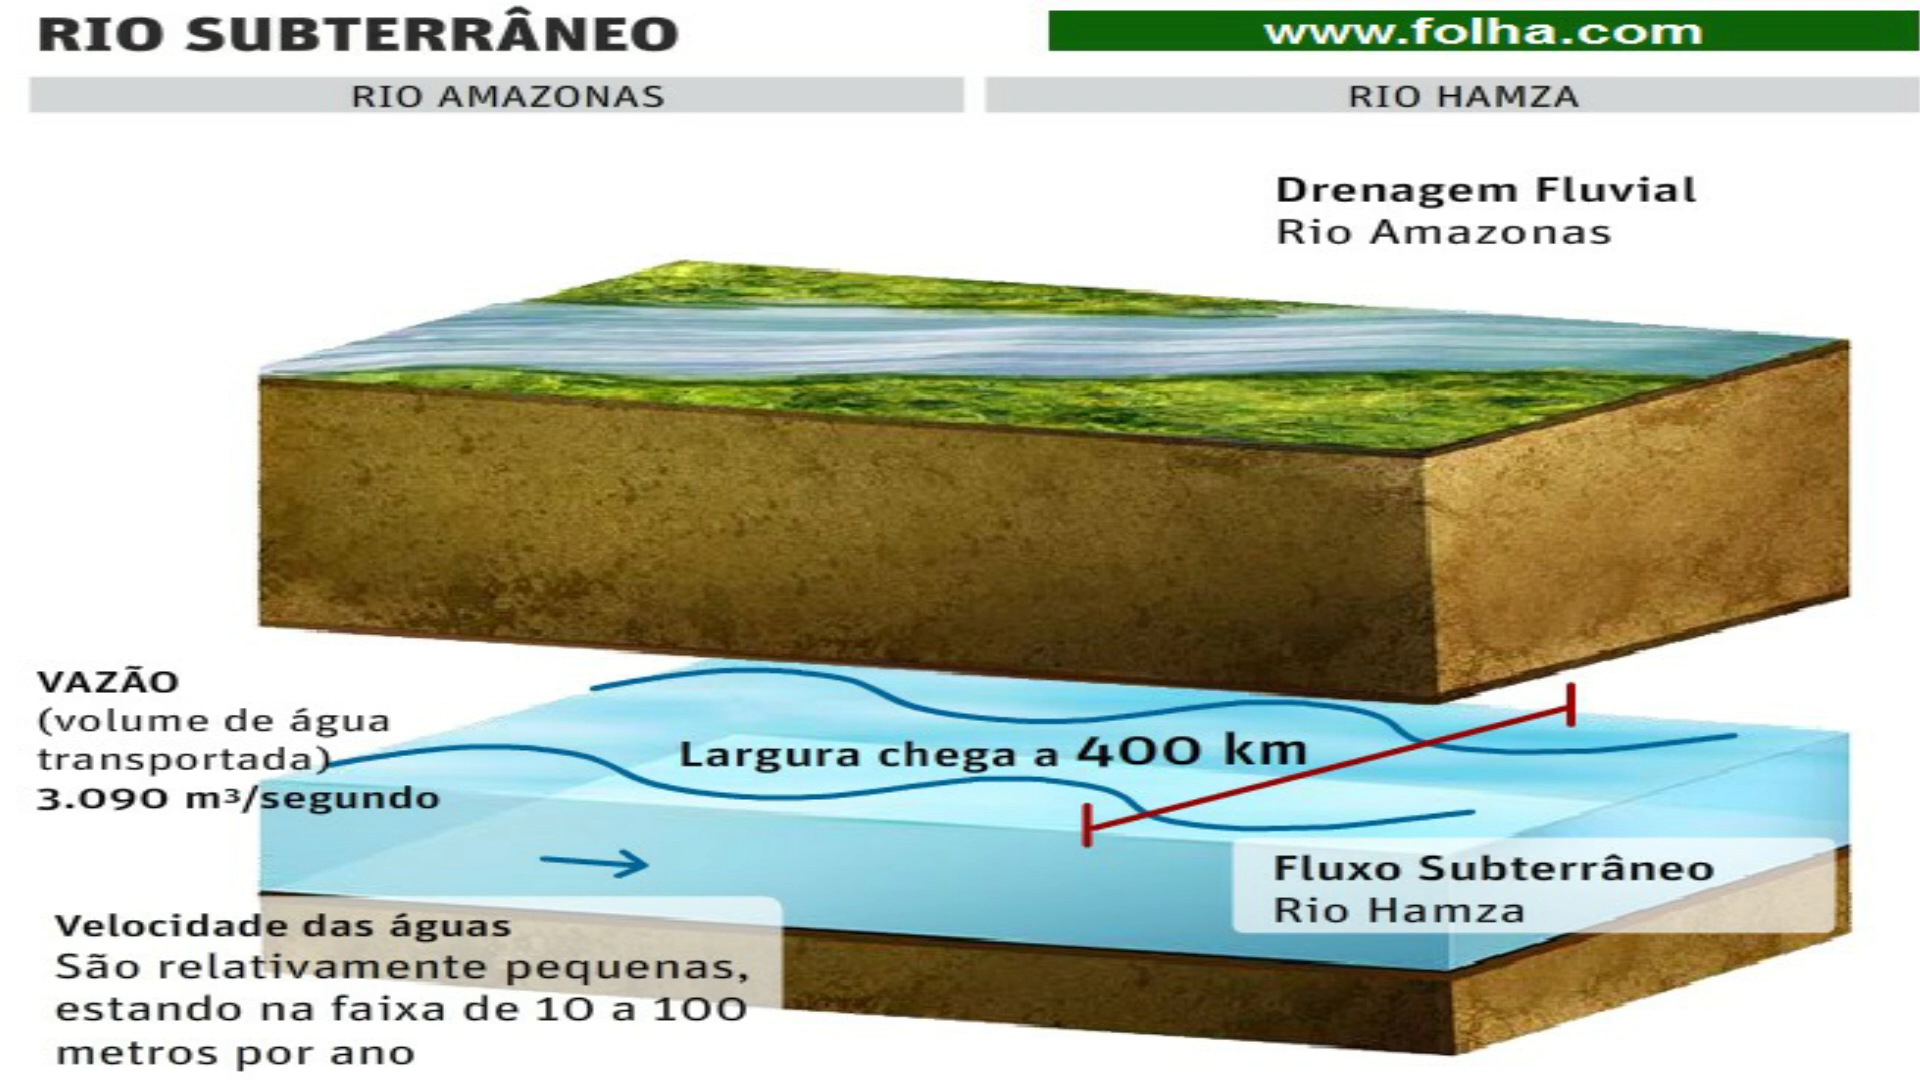 RIO SUBTERRÂNEO
www.folha.com
RIO AMAZONAS
RIO HAMZA
Drenagem Fluvial
Rio Amazonas
VAZÃO
(volume de água
transportada)
3.090 m³/segundo
Largura chega a 400 km
Fluxo Subterrâneo
Rio Hamza
Velocidade das águas
São relativamente pequenas,
estando na faixa de 10 a 100
metros por ano